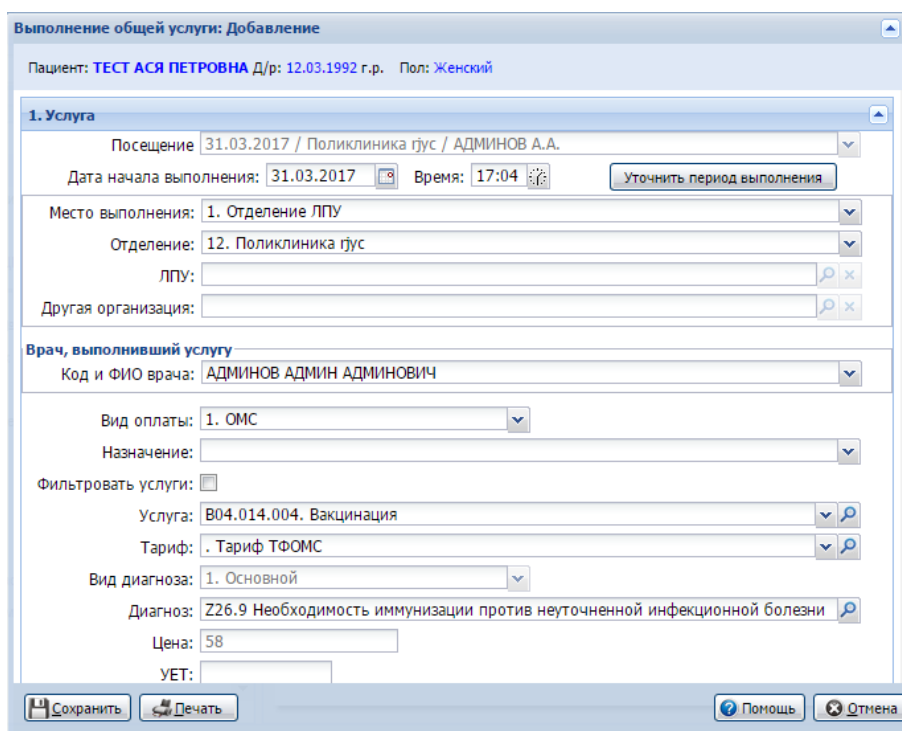 Выполнение общей услуги: Добавление
Пациент: ТЕСТ АСЯ ПЕТРОВНА Д/р: 12.03.1992 г.р. Пол: Женский
1. Услуга
Посещение 31.03.2017 / Поликлиника rjyc / АДМИНОВ А.А.
Дата начала выполнения: 31.03.2017 Время: 17:04 Уточнить период выполнения
Место выполнения: 1. Отделение ЛПУ
Отделение: 12. Поликлиника rjyc
ЛПУ:
Другая организация:
Врач, выполнивший услугу
Код и ФИО врача: АДМИНОВ АДМИН АДМИНОВИЧ
Вид оплаты: 1. ОМС
Назначение:
Фильтровать услуги:
Услуга: B04.014.004. Вакцинация
Тариф: . Тариф ТФОМС
Вид диагноза: 1. Основной
Диагноз: Z26.9 Необходимость иммунизации против неуточненной инфекционной болезни
Цена: 58
УЕТ:
Сохранить Печать Помощь Отмена